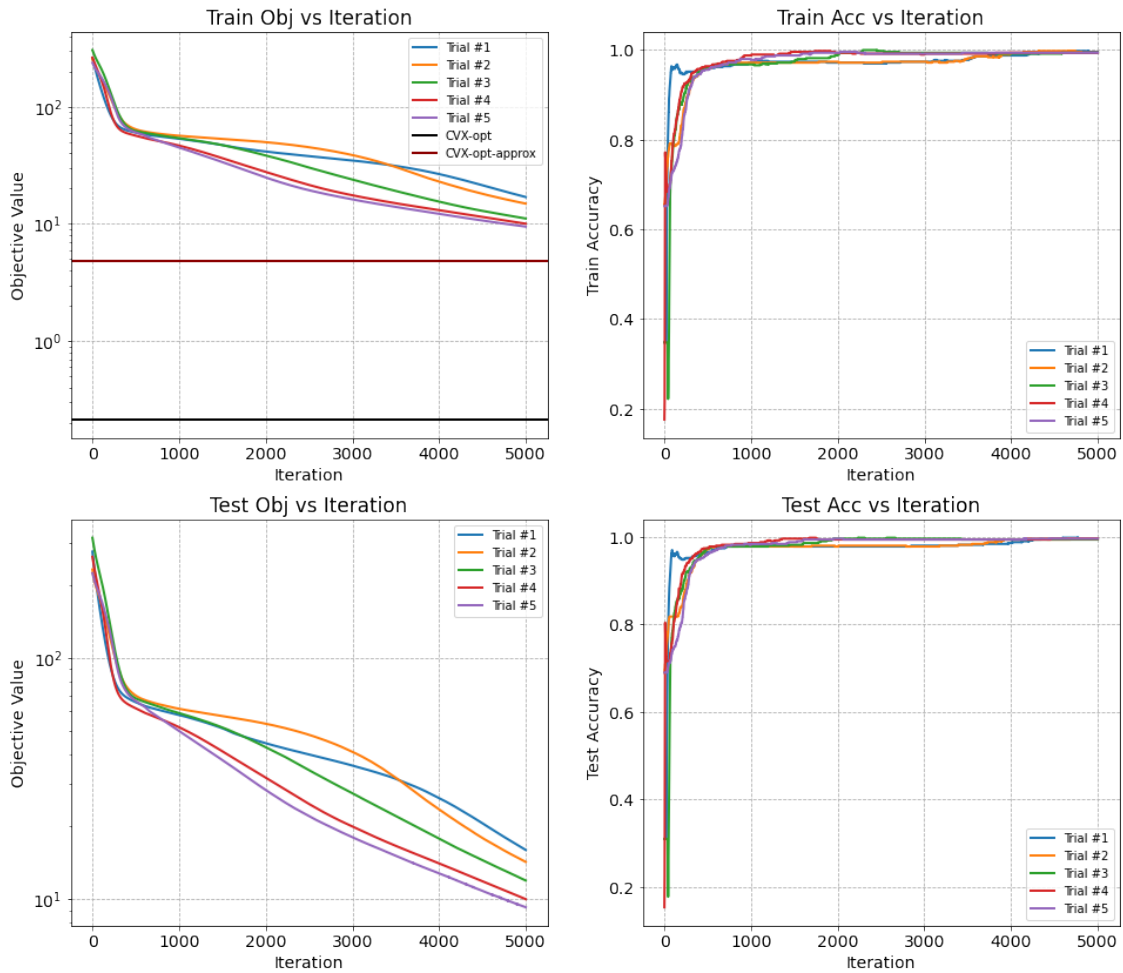 Train Obj vs Iteration
Objective Value
10²
10¹
10⁰
0 1000 2000 3000 4000 5000
Iteration
Trial #1
Trial #2
Trial #3
Trial #4
Trial #5
CVX-opt
CVX-opt-approx
Train Acc vs Iteration
Train Accuracy
1.0
0.8
0.6
0.4
0.2
0 1000 2000 3000 4000 5000
Iteration
Trial #1
Trial #2
Trial #3
Trial #4
Trial #5
Test Obj vs Iteration
Objective Value
10²
10¹
0 1000 2000 3000 4000 5000
Iteration
Trial #1
Trial #2
Trial #3
Trial #4
Trial #5
Test Acc vs Iteration
Test Accuracy
1.0
0.8
0.6
0.4
0.2
0 1000 2000 3000 4000 5000
Iteration
Trial #1
Trial #2
Trial #3
Trial #4
Trial #5